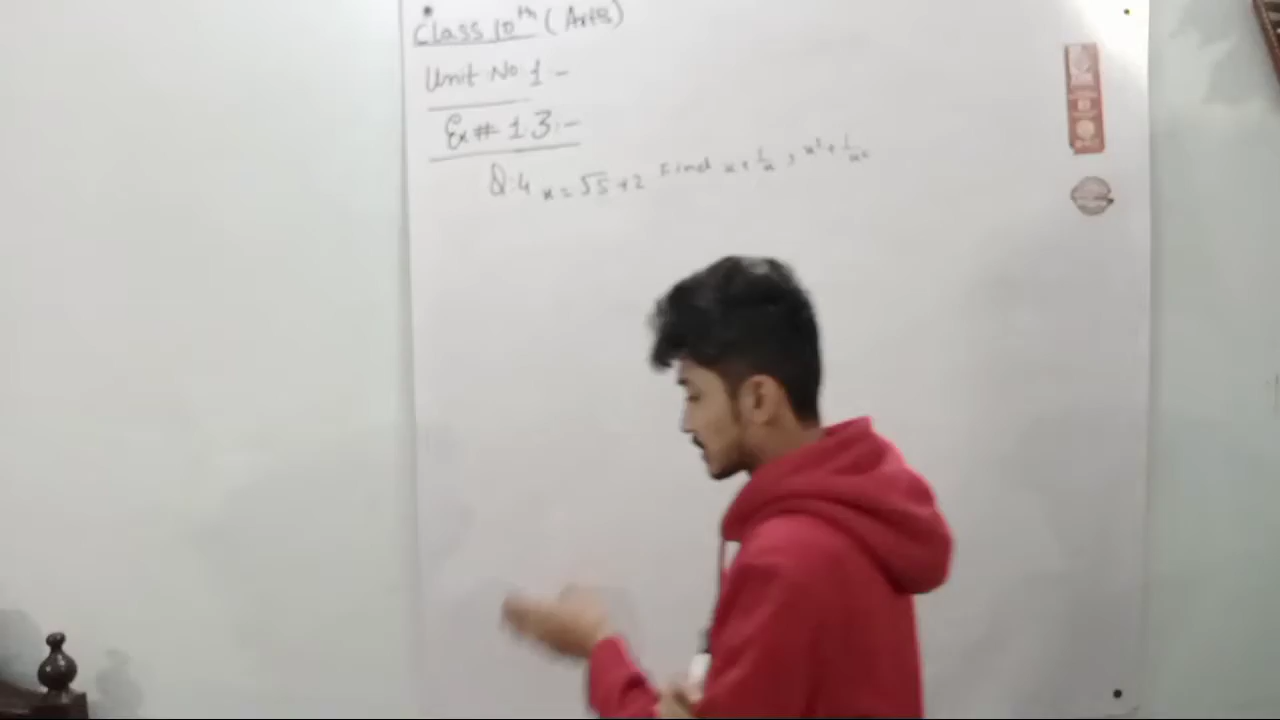 Class 10th (Arts)
Unit No 1 -
Ex # 1.3 :-
Q.4 x = √5 + 2 Find x + 1/x , x² + 1/x²